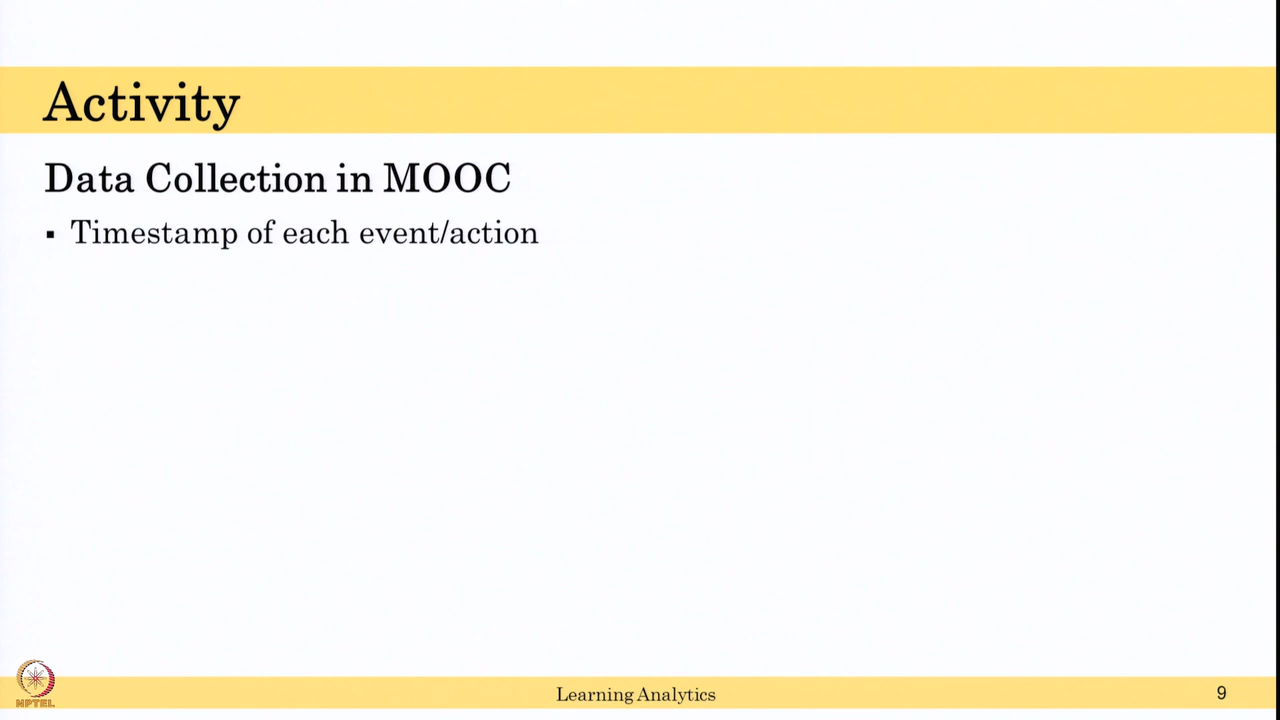 Activity
Data Collection in MOOC
▪ Timestamp of each event/action
NPTEL
Learning Analytics
9